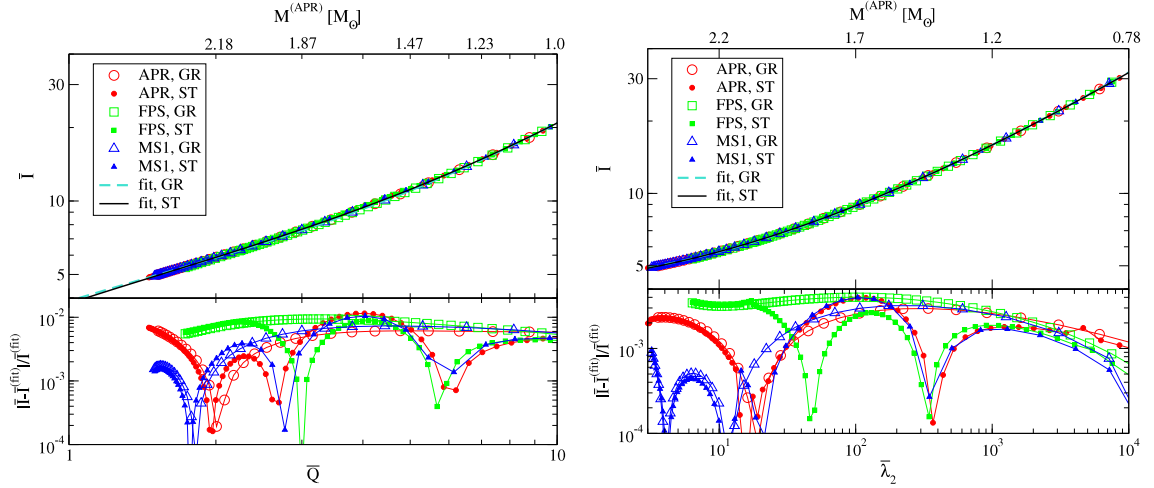 M^(APR) [M_⊙]
2.18 1.87 1.47 1.23 1.0
30
10
5
Ī
APR, GR
APR, ST
FPS, GR
FPS, ST
MS1, GR
MS1, ST
fit, GR
fit, ST
10^-2
10^-3
10^-4
|Ī-Ī^(fit)|/Ī^(fit)
1 10
Q̄
M^(APR) [M_⊙]
2.2 1.7 1.2 0.78
30
10
5
Ī
APR, GR
APR, ST
FPS, GR
FPS, ST
MS1, GR
MS1, ST
fit, GR
fit, ST
10^-3
10^-4
|Ī-Ī^(fit)|/Ī^(fit)
10^1 10^2 10^3 10^4
λ̄_2